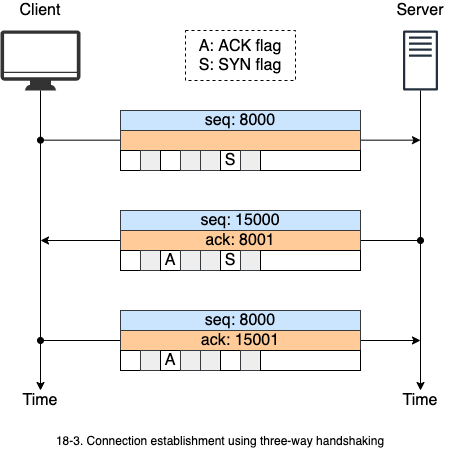 Client
Server
A: ACK flag
S: SYN flag
seq: 8000
S
seq: 15000
ack: 8001
A S
seq: 8000
ack: 15001
A
Time
Time
18-3. Connection establishment using three-way handshaking